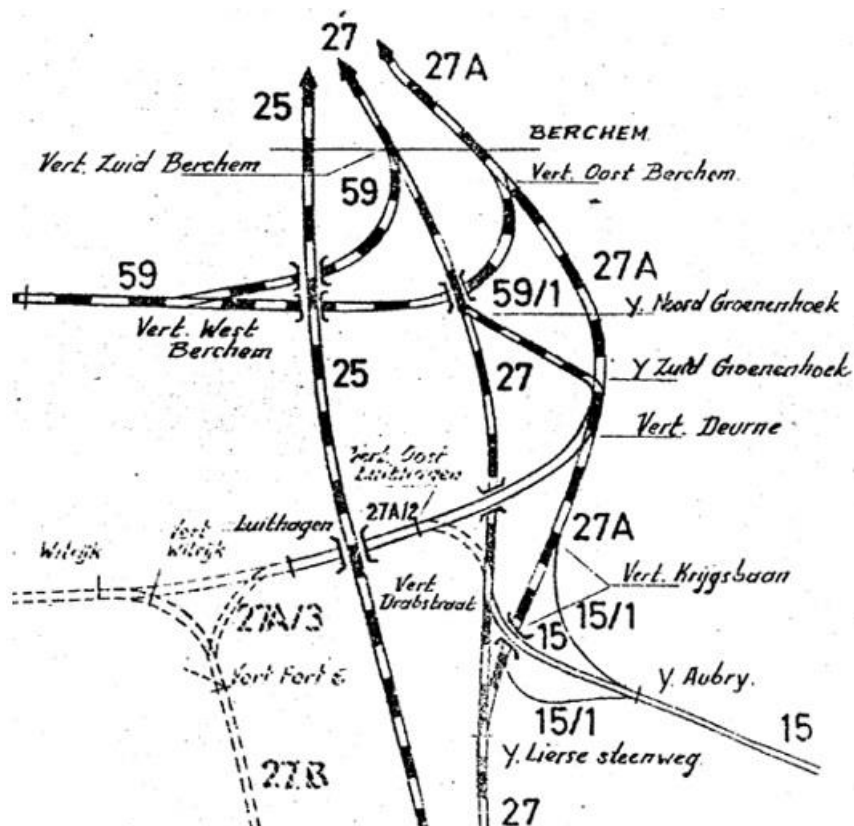 27
27A
25
BERCHEM
Vert. Zuid Berchem
Vert. Oost Berchem.
59
59
27A
59/1
Y. Noord Groenenhoek
Vert. West
Berchem
25
27
Y Zuid Groenenhoek
Vert. Deurne
Vert. Oost
Luithagen
27A/2
Luithagen
27A
Wilrijk
Vert
Wilrijk
Vert
Drabstraat
Vert. Krijgsbaan
27A/3
15
15/1
Vert Fort 6
Y. Aubry.
15/1
15
27B
Y. Lierse steenweg.
27